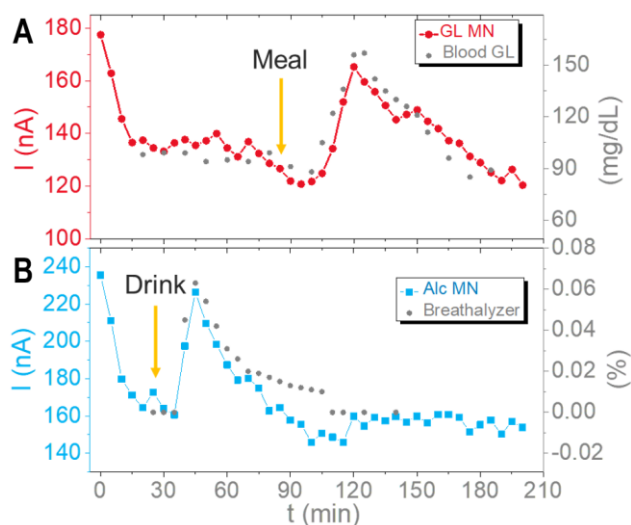 A
180
160
140
120
100
I (nA)
Meal
GL MN
Blood GL
150
120
90
60
(mg/dL)
B
240
220
200
180
160
140
I (nA)
Drink
Alc MN
Breathalyzer
0.08
0.06
0.04
0.02
0.00
-0.02
(%)
0 30 60 90 120 150 180 210
t (min)